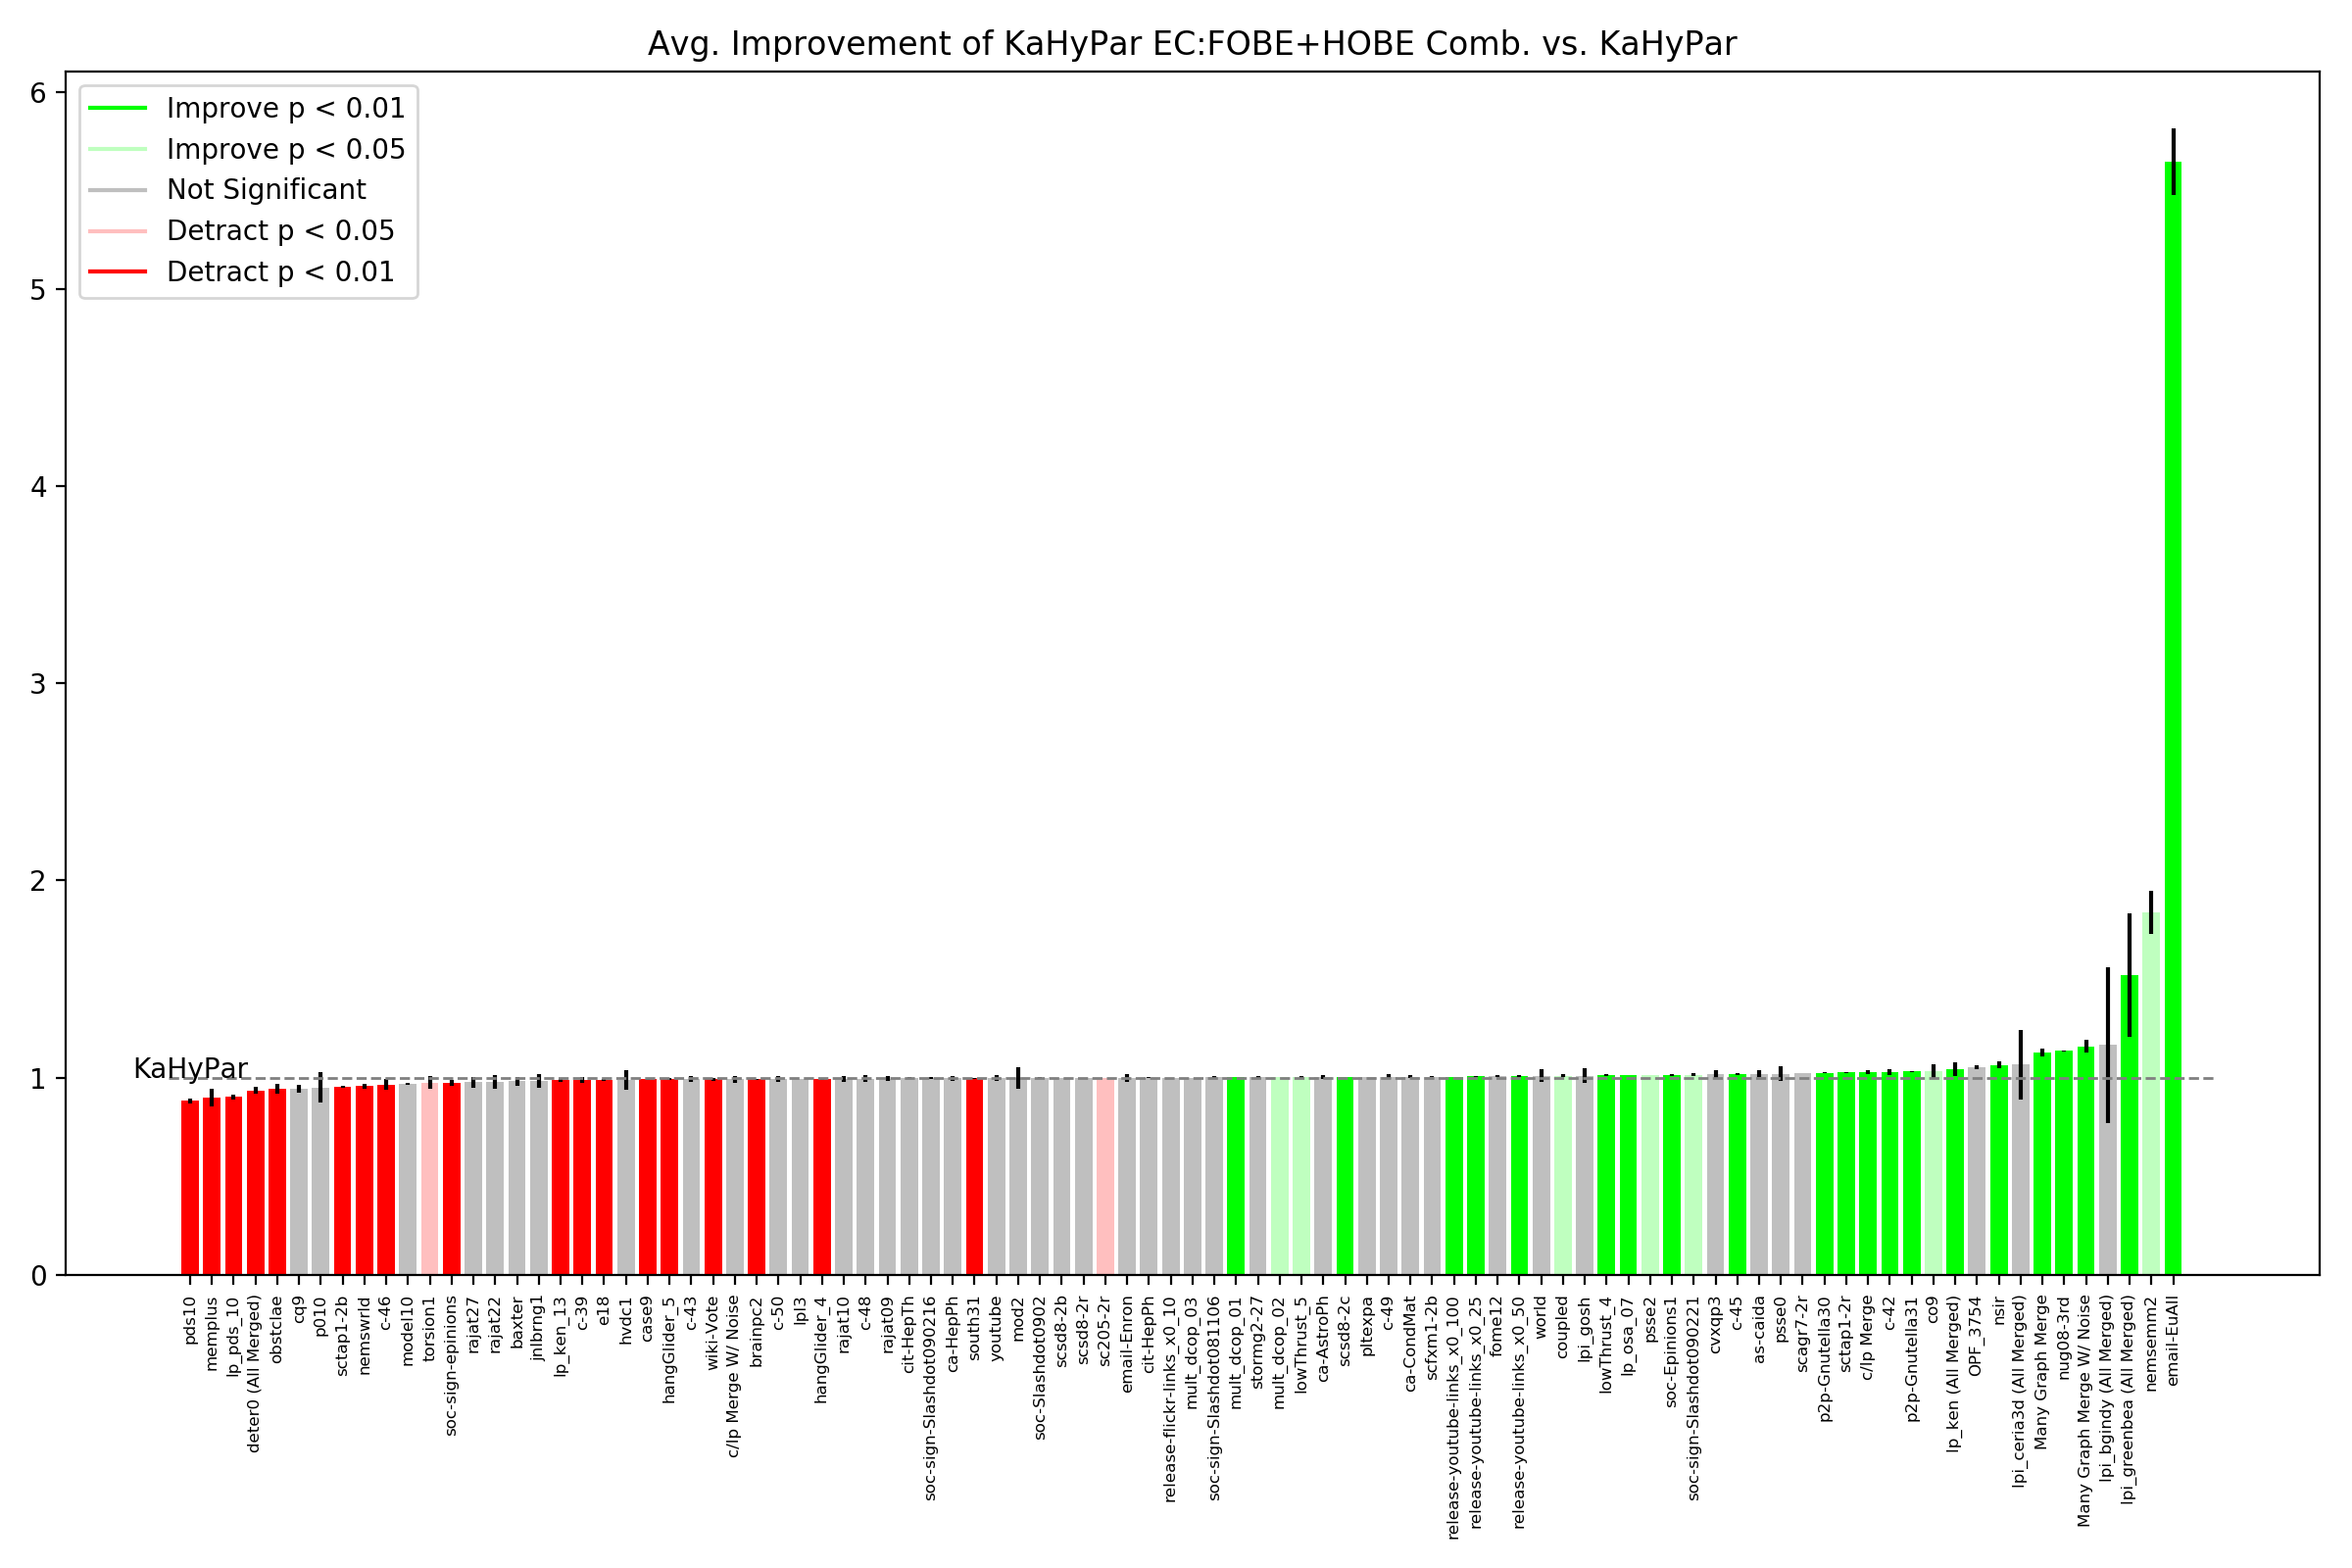 Avg. Improvement of KaHyPar EC:FOBE+HOBE Comb. vs. KaHyPar
6
5
4
3
2
1
0
Improve p < 0.01
Improve p < 0.05
Not Significant
Detract p < 0.05
Detract p < 0.01
KaHyPar
pds10
memplus
lp_pds_10
deter0 (All Merged)
obstclae
cq9
p010
sctap1-2b
nemswrld
c-46
model10
torsion1
soc-sign-epinions
rajat27
rajat22
baxter
jnlbrng1
lp_ken_13
c-39
e18
hvdc1
case9
hangGlider_5
c-43
wiki-Vote
c/lp Merge W/ Noise
brainpc2
c-50
lpl3
hangGlider_4
rajat10
c-48
rajat09
cit-HepTh
soc-sign-Slashdot090216
ca-HepPh
south31
youtube
mod2
soc-Slashdot0902
scsd8-2b
scsd8-2r
sc205-2r
email-Enron
cit-HepPh
release-flickr-links_x0_10
mult_dcop_03
soc-sign-Slashdot081106
mult_dcop_01
stormg2-27
mult_dcop_02
lowThrust_5
ca-AstroPh
scsd8-2c
pltexpa
c-49
ca-CondMat
scfxm1-2b
release-youtube-links_x0_100
release-youtube-links_x0_25
fome12
release-youtube-links_x0_50
world
coupled
lpi_gosh
lowThrust_4
lp_osa_07
psse2
soc-Epinions1
soc-sign-Slashdot090221
cvxqp3
c-45
as-caida
psse0
scagr7-2r
p2p-Gnutella30
sctap1-2r
c/lp Merge
c-42
p2p-Gnutella31
co9
lp_ken (All Merged)
OPF_3754
nsir
lpi_ceria3d (All Merged)
Many Graph Merge
nug08-3rd
Many Graph Merge W/ Noise
lpi_bgindy (All Merged)
lpi_greenbea (All Merged)
nemsemm2
email-EuAll